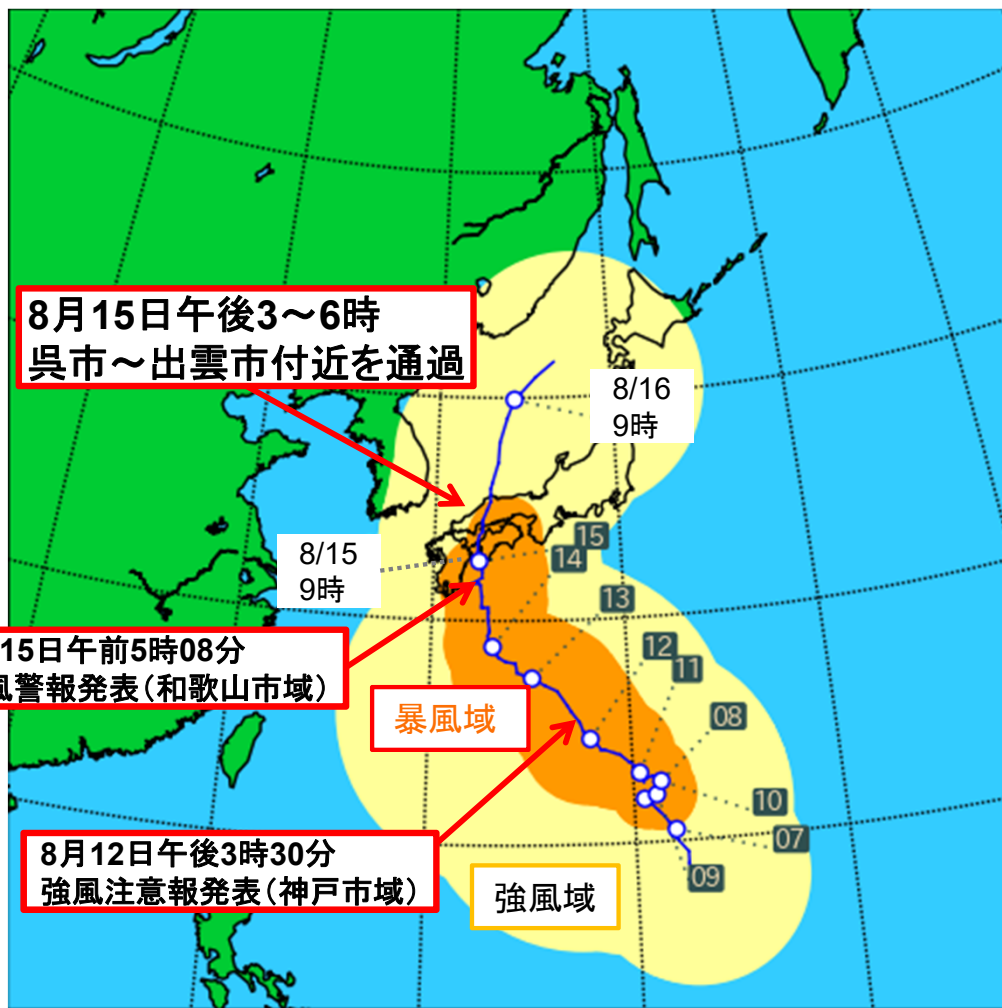 8月15日午後3～6時
呉市～出雲市付近を通過
8/16
9時
8/15
9時
15
14
13
15日午前5時08分
風警報発表（和歌山市域）
12
11
暴風域
08
10
07
8月12日午後3時30分
強風注意報発表（神戸市域）
強風域
09